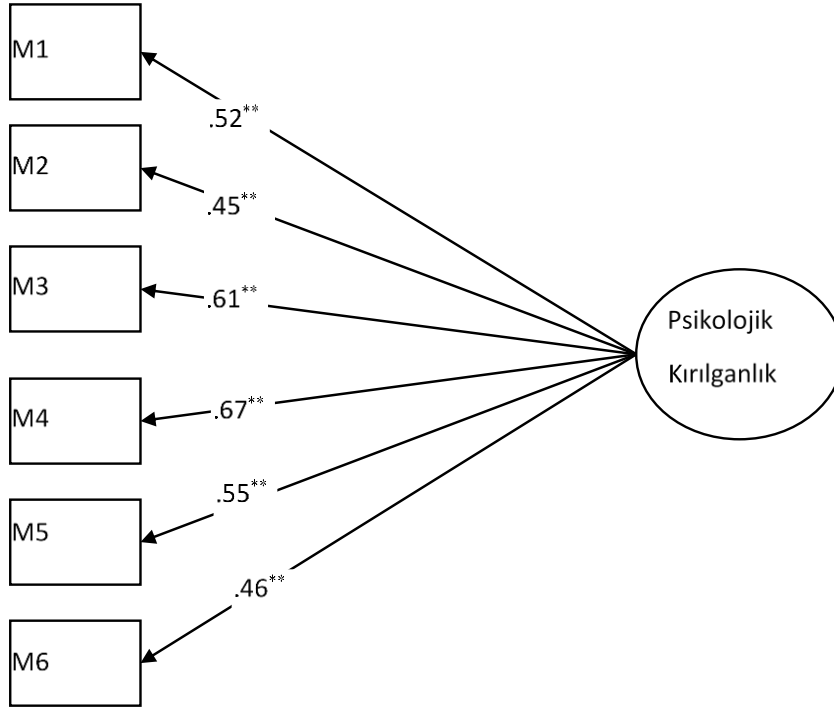 M1
.52**
M2
.45**
M3
.61**
Psikolojik
Kırılganlık
M4
.67**
M5
.55**
M6
.46**